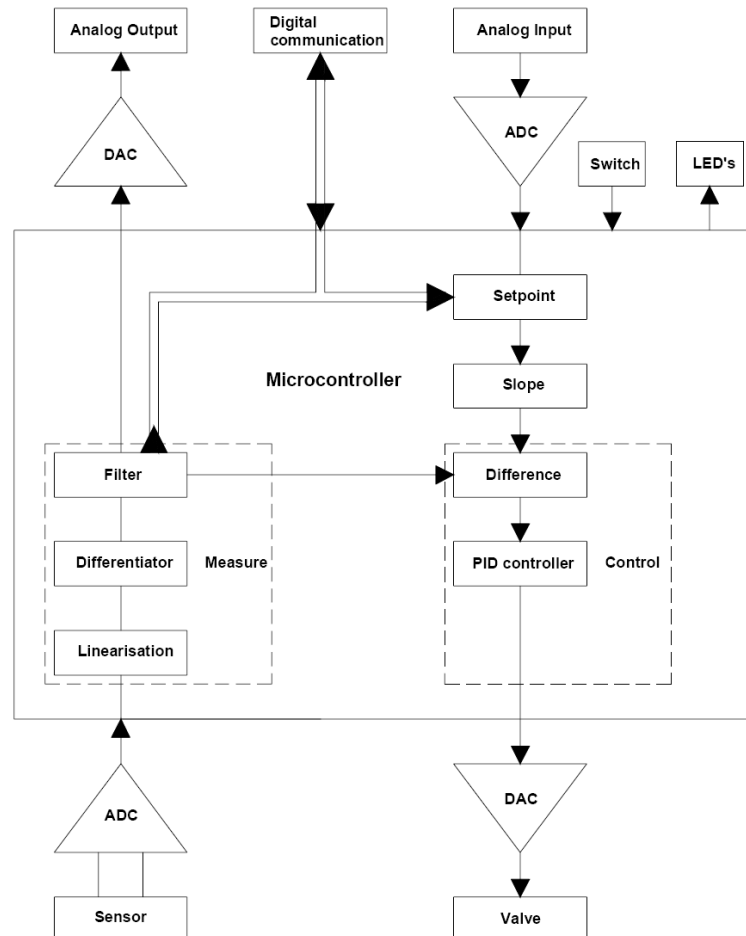 Analog Output
Digital
communication
Analog Input
DAC
ADC
Switch
LED's
Setpoint
Microcontroller
Slope
Filter
Difference
Differentiator
Measure
PID controller
Control
Linearisation
ADC
DAC
Sensor
Valve